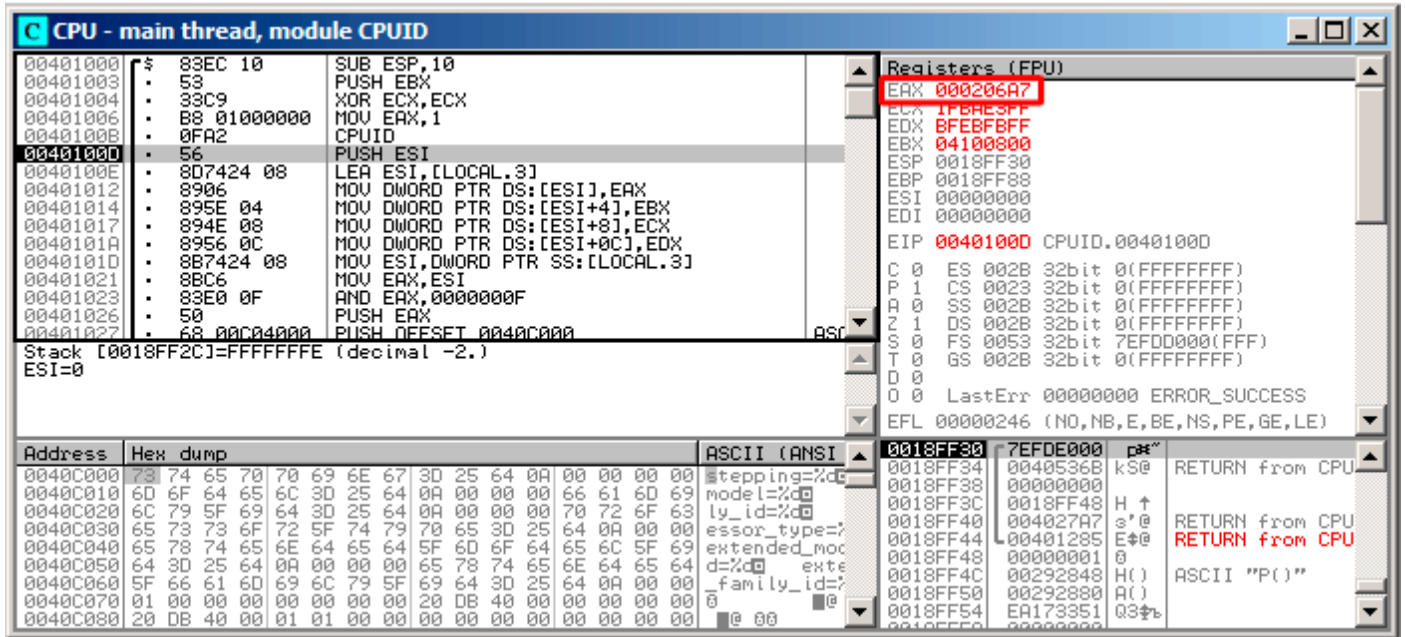 C CPU - main thread, module CPUID
00401000 $ 83EC 10 SUB ESP,10
00401003 · 53 PUSH EBX
00401004 · 33C9 XOR ECX,ECX
00401006 · B8 01000000 MOV EAX,1
0040100B · 0FA2 CPUID
0040100D · 56 PUSH ESI
0040100E · 8D7424 08 LEA ESI,[LOCAL.3]
00401012 · 8906 MOV DWORD PTR DS:[ESI],EAX
00401014 · 895E 04 MOV DWORD PTR DS:[ESI+4],EBX
00401017 · 894E 08 MOV DWORD PTR DS:[ESI+8],ECX
0040101A · 8956 0C MOV DWORD PTR DS:[ESI+0C],EDX
0040101D · 8B7424 08 MOV ESI,DWORD PTR SS:[LOCAL.3]
00401021 · 8BC6 MOV EAX,ESI
00401023 · 83E0 0F AND EAX,0000000F
00401026 · 50 PUSH EAX
00401027 · 68 00C04000 PUSH OFFSET 0040C000 ASC
Stack [0018FF2C]=FFFFFFFE (decimal -2.)
ESI=0
Registers (FPU)
EAX 000206A7
ECX 1FBAE3FF
EDX BFEBFBFF
EBX 04100800
ESP 0018FF30
EBP 0018FF88
ESI 00000000
EDI 00000000
EIP 0040100D CPUID.0040100D
C 0 ES 002B 32bit 0(FFFFFFFF)
P 1 CS 0023 32bit 0(FFFFFFFF)
A 0 SS 002B 32bit 0(FFFFFFFF)
Z 1 DS 002B 32bit 0(FFFFFFFF)
S 0 FS 0053 32bit 7EFDD000(FFF)
T 0 GS 002B 32bit 0(FFFFFFFF)
D 0
O 0 LastErr 00000000 ERROR_SUCCESS
EFL 00000246 (NO,NB,E,BE,NS,PE,GE,LE)
Address Hex dump ASCII (ANSI
0040C000 73 74 65 70 70 69 6E 67 3D 25 64 0A 00 00 00 00 stepping=%d
0040C010 6D 6F 64 65 6C 3D 25 64 0A 00 00 00 66 61 6D 69 model=%d fami
0040C020 6C 79 5F 69 64 3D 25 64 0A 00 00 00 70 72 6F 63 ly_id=%d proc
0040C030 65 73 73 6F 72 5F 74 79 70 65 3D 25 64 0A 00 00 essor_type=%
0040C040 65 78 74 65 6E 64 65 64 5F 6D 6F 64 65 6C 5F 69 extended_mod
0040C050 64 3D 25 64 0A 00 00 00 65 78 74 65 6E 64 65 64 d=%d exte
0040C060 5F 66 61 6D 69 6C 79 5F 69 64 3D 25 64 0A 00 00 _family_id=%
0040C070 01 00 00 00 00 00 00 00 20 DB 40 00 00 00 00 00 @
0040C080 20 DB 40 00 01 01 00 00 00 00 00 00 00 00 00 00 @
0018FF30 7EFDE000
0018FF34 0040536B kS@ RETURN from CPU
0018FF38 00000000
0018FF3C 0018FF48 H ↑
0018FF40 004027A7 RETURN from CPU
0018FF44 00401285 RETURN from CPU
0018FF48 00000001
0018FF4C 00292848 H() ASCII "P()"
0018FF50 00292880 A()
0018FF54 EA173351